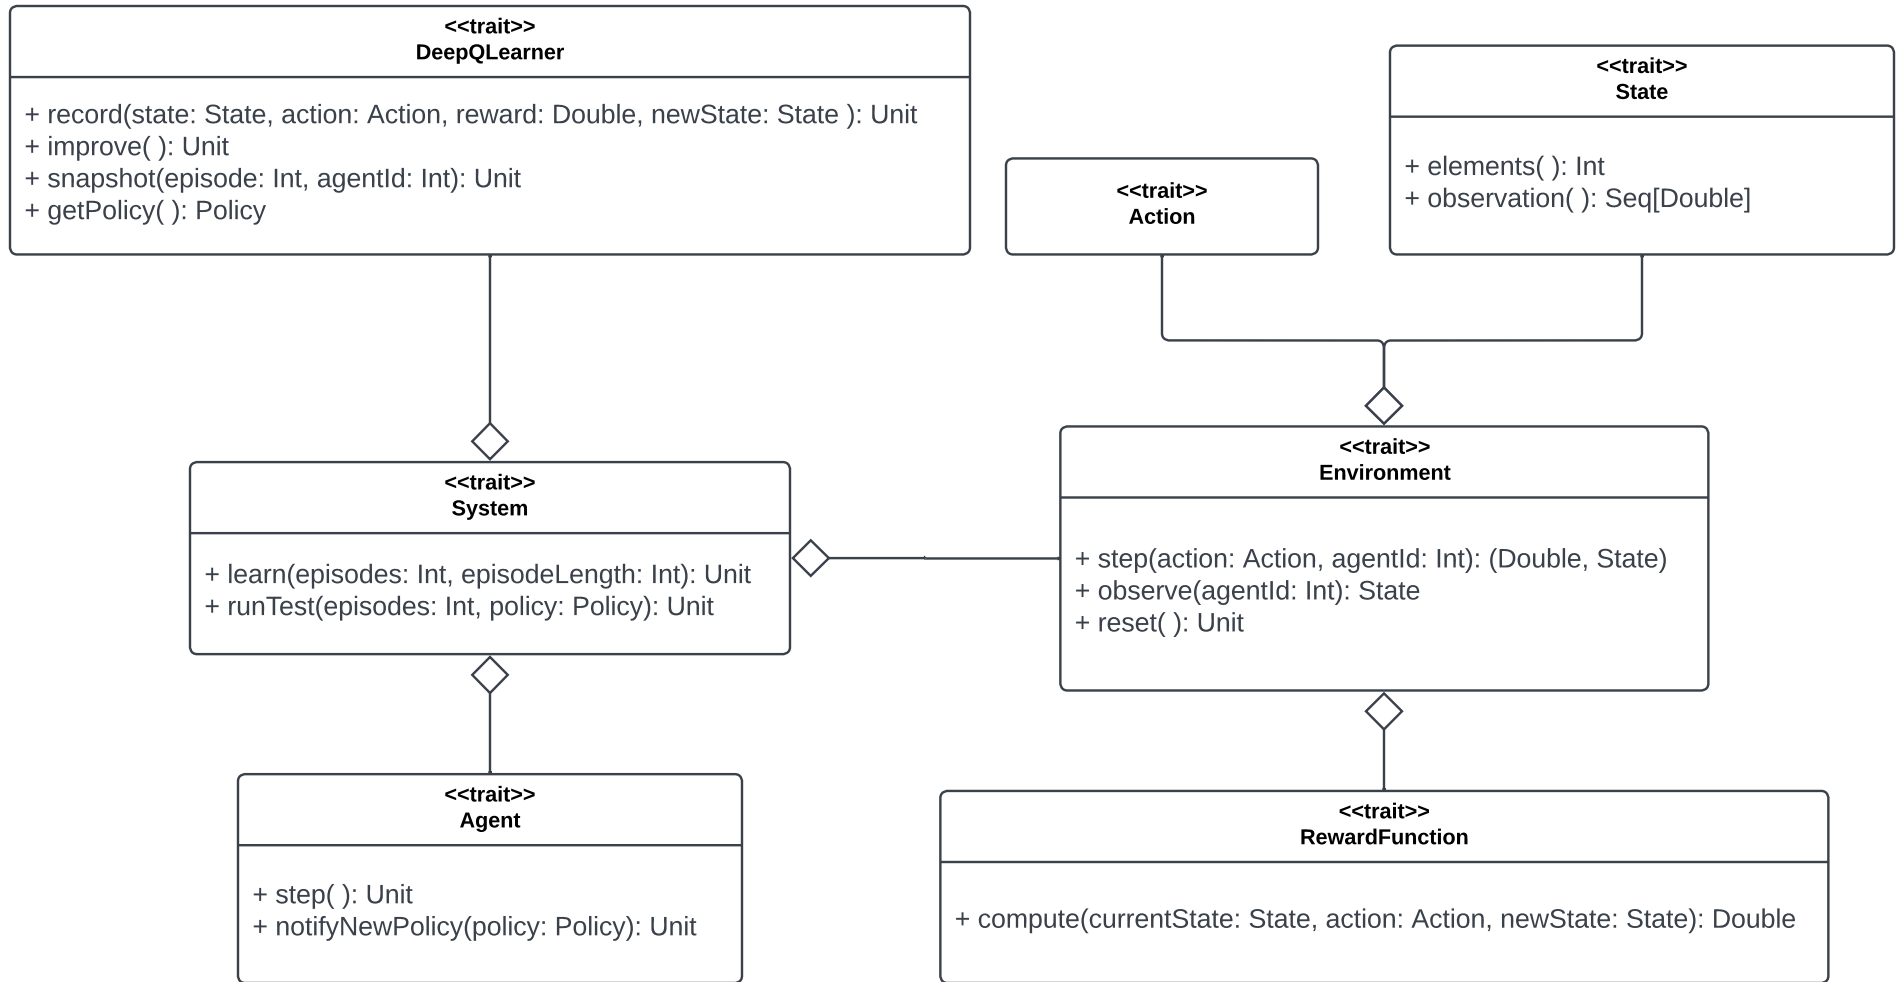 <<trait>>
DeepQLearner
+ record(state: State, action: Action, reward: Double, newState: State ): Unit
+ improve( ): Unit
+ snapshot(episode: Int, agentId: Int): Unit
+ getPolicy( ): Policy
<<trait>>
Action
<<trait>>
State
+ elements( ): Int
+ observation( ): Seq[Double]
<<trait>>
System
+ learn(episodes: Int, episodeLength: Int): Unit
+ runTest(episodes: Int, policy: Policy): Unit
<<trait>>
Environment
+ step(action: Action, agentId: Int): (Double, State)
+ observe(agentId: Int): State
+ reset( ): Unit
<<trait>>
Agent
+ step( ): Unit
+ notifyNewPolicy(policy: Policy): Unit
<<trait>>
RewardFunction
+ compute(currentState: State, action: Action, newState: State): Double